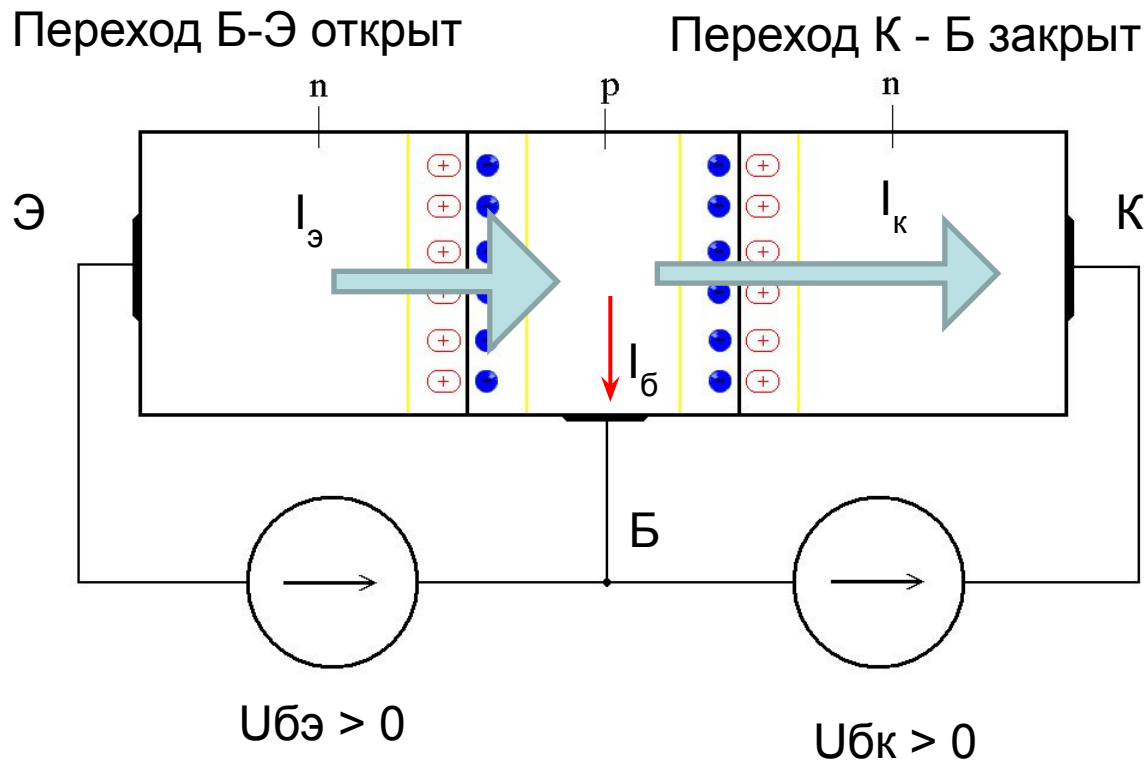 Переход Б-Э открыт
Переход К - Б закрыт
n
p
n
Э
Iэ
Iк
К
Iб
Б
Uбэ > 0
Uбк > 0